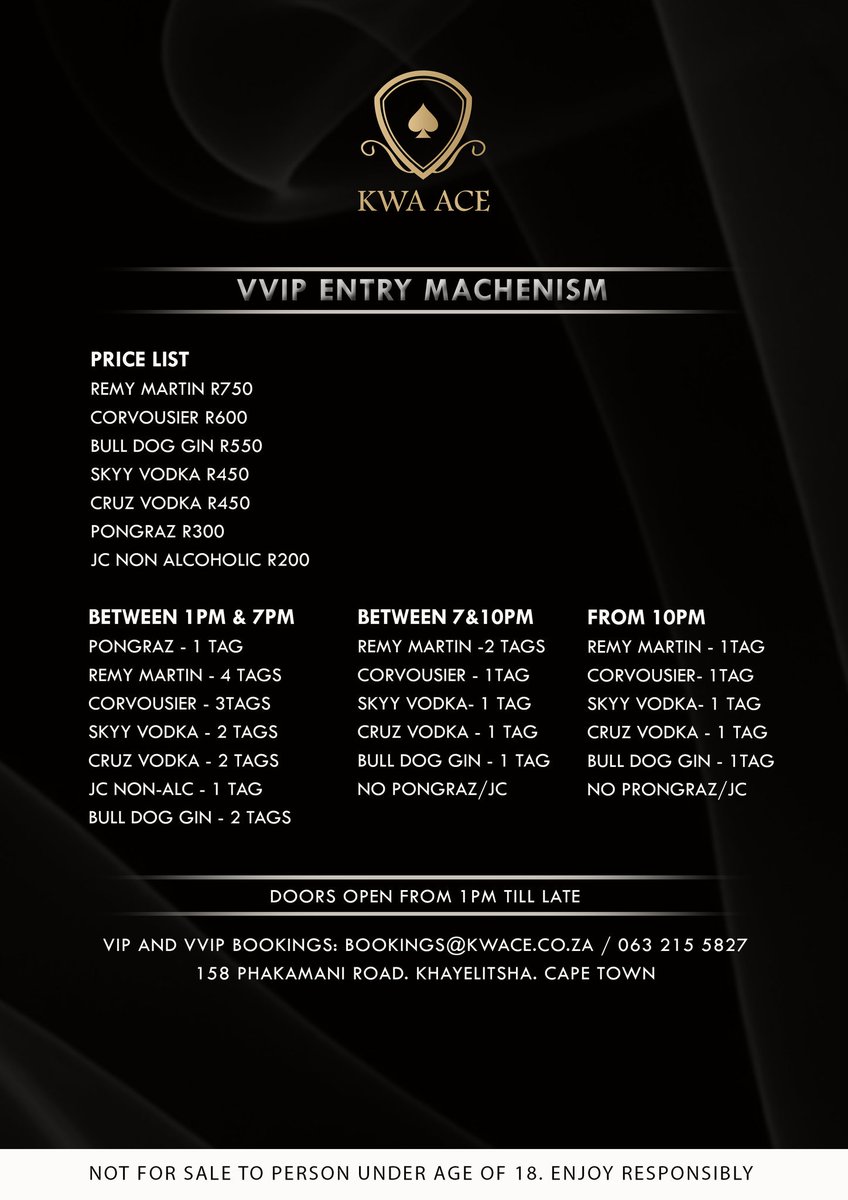 KWA ACE
VVIP ENTRY MACHENISM
PRICE LIST
REMY MARTIN R750
CORVOUSIER R600
BULL DOG GIN R550
SKYY VODKA R450
CRUZ VODKA R450
PONGRAZ R300
JC NON ALCOHOLIC R200
BETWEEN 1PM & 7PM
PONGRAZ - 1 TAG
REMY MARTIN - 4 TAGS
CORVOUSIER - 3TAGS
SKYY VODKA - 2 TAGS
CRUZ VODKA - 2 TAGS
JC NON-ALC - 1 TAG
BULL DOG GIN - 2 TAGS
BETWEEN 7&10PM
REMY MARTIN -2 TAGS
CORVOUSIER - 1TAG
SKYY VODKA- 1 TAG
CRUZ VODKA - 1 TAG
BULL DOG GIN - 1 TAG
NO PONGRAZ/JC
FROM 10PM
REMY MARTIN - 1TAG
CORVOUSIER- 1TAG
SKYY VODKA- 1 TAG
CRUZ VODKA - 1 TAG
BULL DOG GIN - 1TAG
NO PRONGRAZ/JC
DOORS OPEN FROM 1PM TILL LATE
VIP AND VVIP BOOKINGS: BOOKINGS@KWACE.CO.ZA / 063 215 5827
158 PHAKAMANI ROAD. KHAYELITSHA. CAPE TOWN
NOT FOR SALE TO PERSON UNDER AGE OF 18. ENJOY RESPONSIBLY